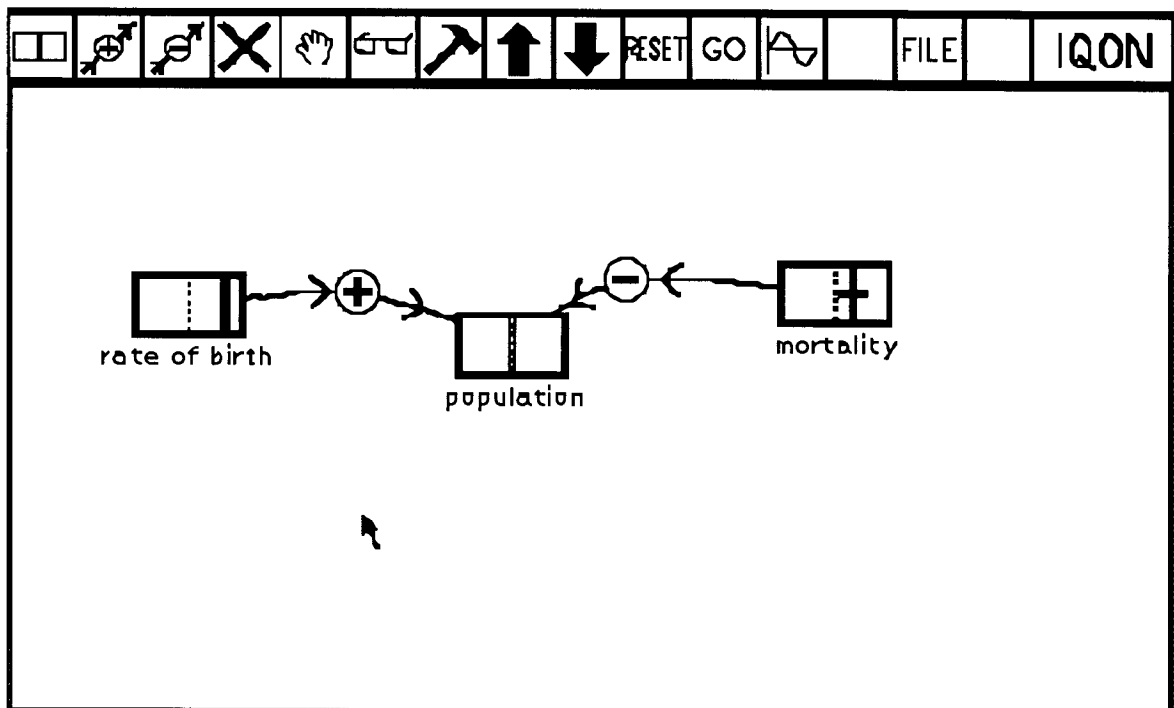 RESET GO FILE IQON
rate of birth
mortality
population